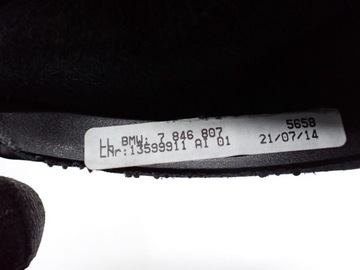 LL BMW: 7 846 807 5658
LNr:13599911 AI 01 21/07/14